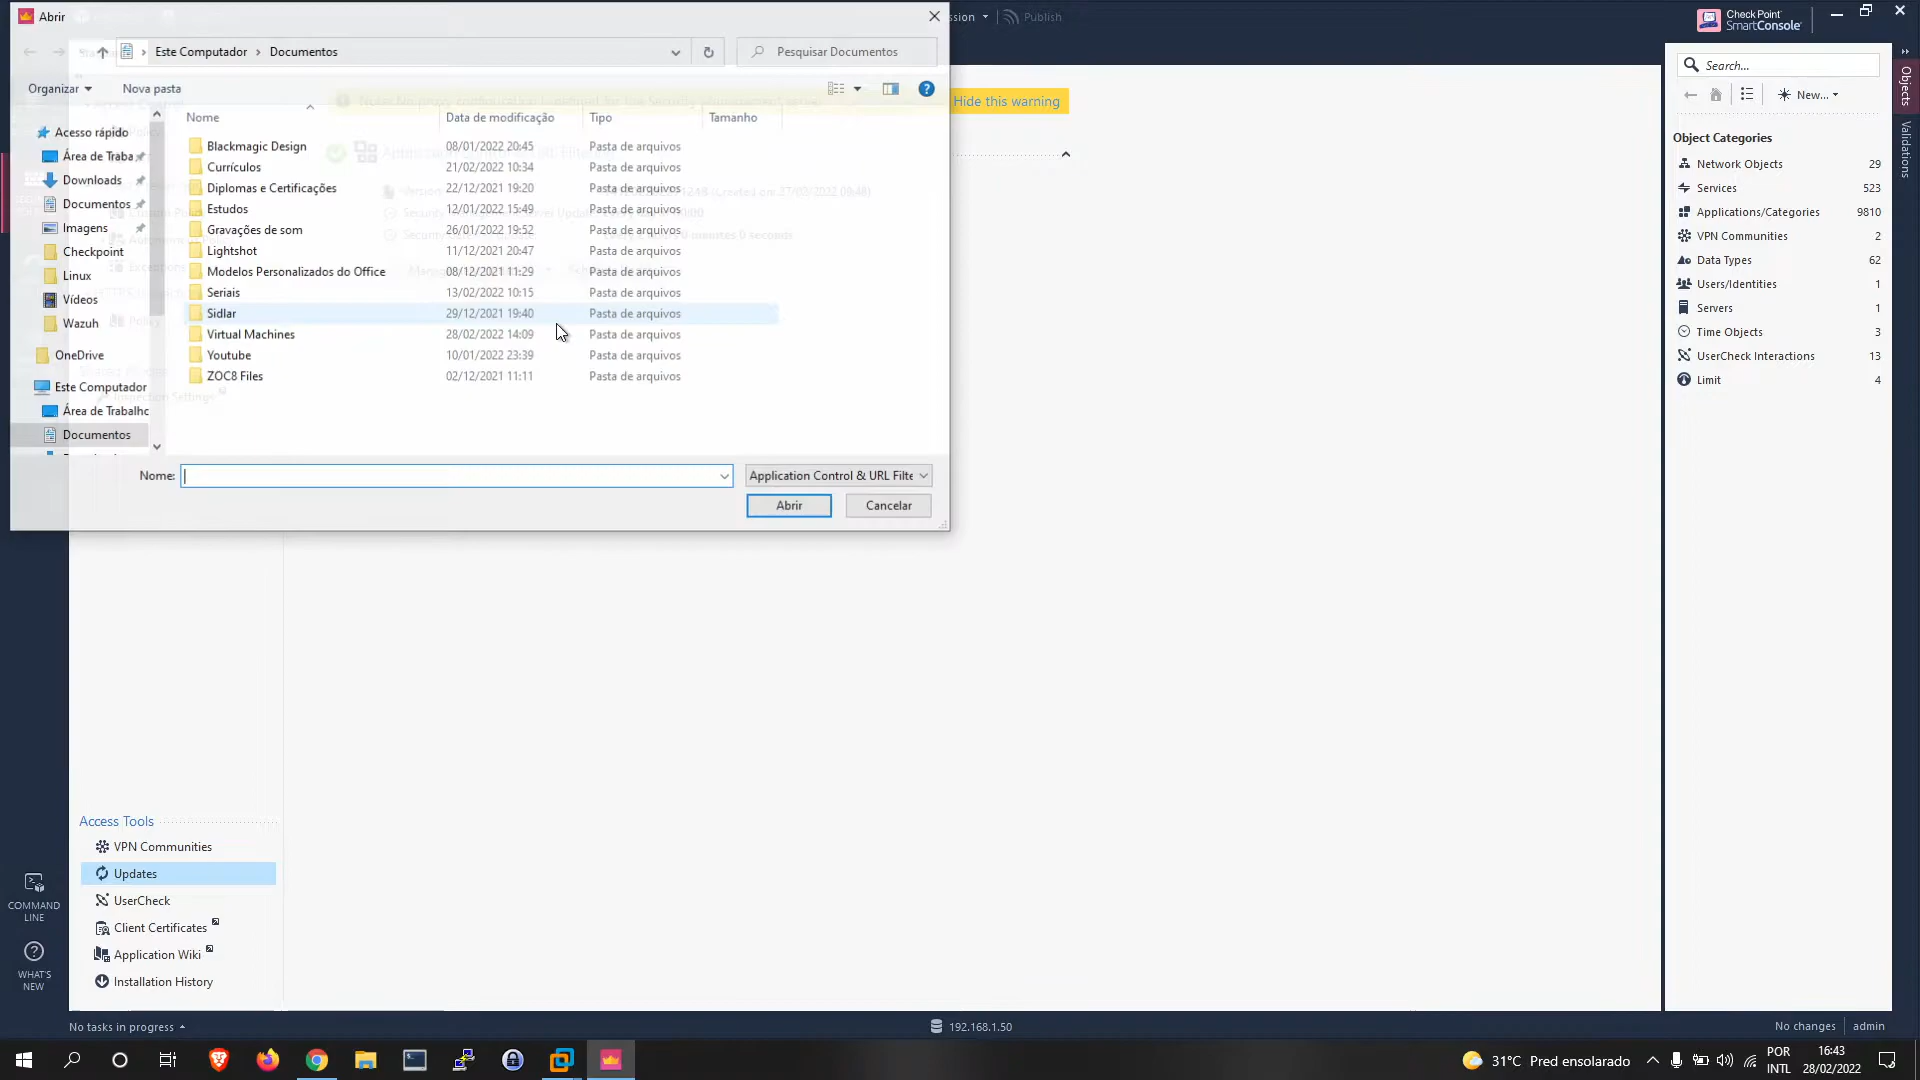 Abrir
ssion
Publish
Check Point
SmartConsole
Este Computador
Documentos
Pesquisar Documentos
Search...
Organizar
Nova pasta
New...
Hide this warning
Nome
Data de modificação
Tipo
Tamanho
Objects
Validations
Acesso rápido
Área de Traba
Downloads
Documentos
Imagens
Checkpoint
Linux
Vídeos
Wazuh
OneDrive
Este Computador
Área de Trabalho
Documentos
Blackmagic Design 08/01/2022 20:45 Pasta de arquivos
Currículos 21/02/2022 10:34 Pasta de arquivos
Diplomas e Certificações 22/12/2021 19:20 Pasta de arquivos
Estudos 12/01/2022 15:49 Pasta de arquivos
Gravações de som 26/01/2022 19:52 Pasta de arquivos
Lightshot 11/12/2021 20:47 Pasta de arquivos
Modelos Personalizados do Office 08/12/2021 11:29 Pasta de arquivos
Seriais 13/02/2022 10:15 Pasta de arquivos
Sidlar 29/12/2021 19:40 Pasta de arquivos
Virtual Machines 28/02/2022 14:09 Pasta de arquivos
Youtube 10/01/2022 23:39 Pasta de arquivos
ZOC8 Files 02/12/2021 11:11 Pasta de arquivos
Inspection Settings
Nome:
Application Control & URL Filte
Abrir
Cancelar
Object Categories
Network Objects 29
Services 523
Applications/Categories 9810
VPN Communities 2
Data Types 62
Users/Identities 1
Servers 1
Time Objects 3
UserCheck Interactions 13
Limit 4
Access Tools
VPN Communities
Updates
UserCheck
Client Certificates
Application Wiki
Installation History
COMMAND
LINE
WHAT'S
NEW
No tasks in progress
192.168.1.50
No changes
admin
31°C Pred ensolarado
POR
INTL
16:43
28/02/2022